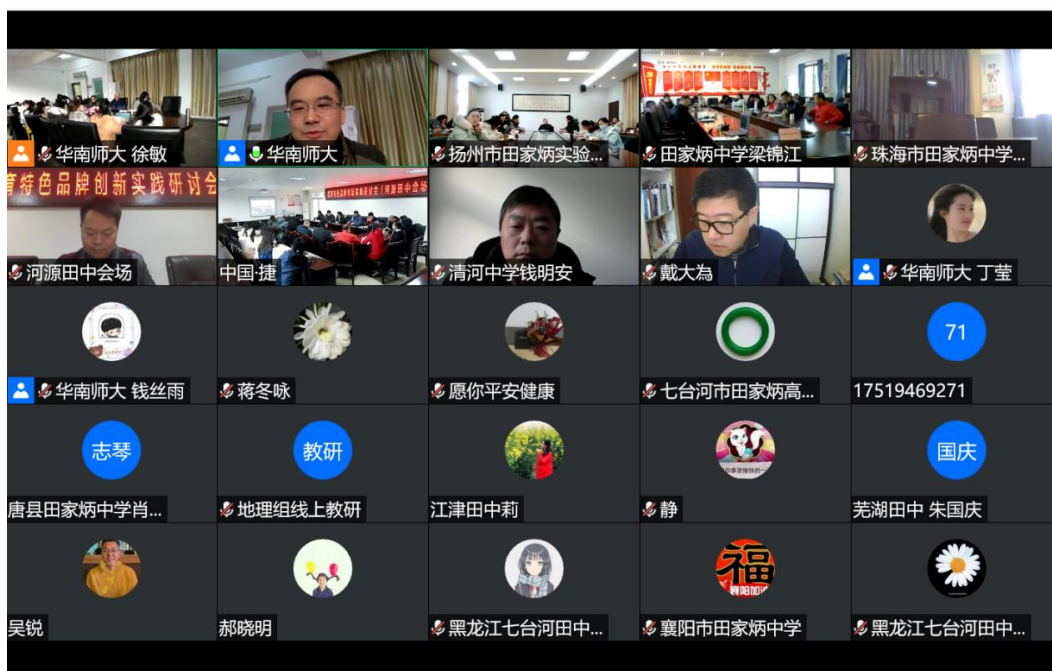 华南师大 徐敏
华南师大
扬州市田家炳实验...
田家炳中学梁锦江
珠海市田家炳中学...
育特色品牌创新实践研讨会
河源田中会场
中国·捷
清河中学钱明安
戴大為
华南师大 丁莹
华南师大 钱丝雨
蒋冬咏
愿你平安健康
七台河市田家炳高...
71
17519469271
志琴
唐县田家炳中学肖...
教研
地理组线上教研
江津田中莉
静
国庆
芜湖田中 朱国庆
吴锐
郝晓明
黑龙江七台河田中...
福
襄阳加油
襄阳市田家炳中学
黑龙江七台河田中...